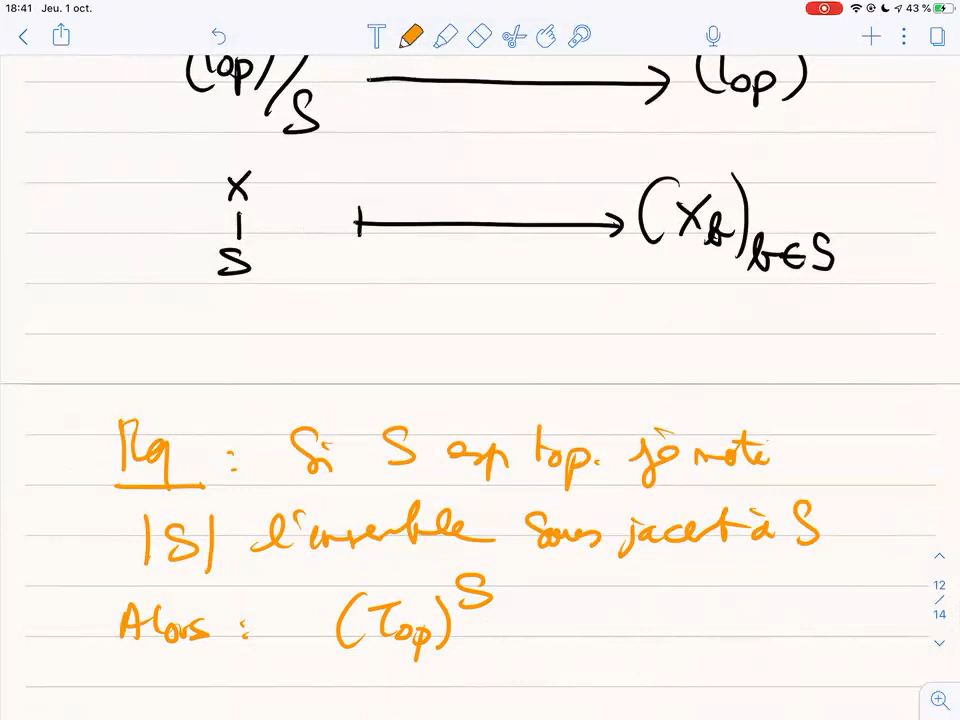 18:41 Jeu. 1 oct. 43 %
(Top)/S ⟶ (Top)
X
|
S ⟼ (X_b)_{b∈S}
Rq : Si S esp top. je note
|S| l'ensemble sous jacent à S
Alors : (Top)^S
12
/
14